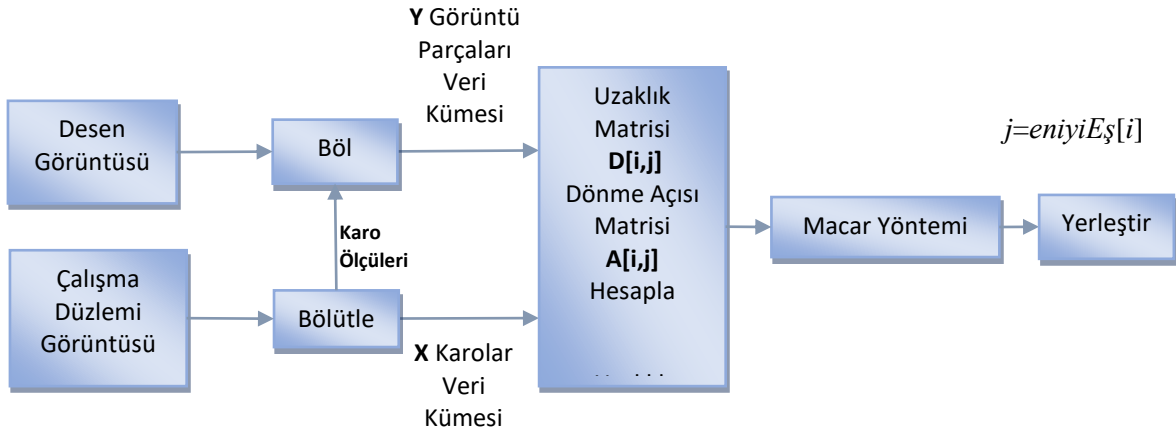 Y Görüntü
Parçaları
Veri
Kümesi
Desen
Görüntüsü
Böl
Karo
Ölçüleri
Çalışma
Düzlemi
Görüntüsü
Bölütle
X Karolar
Veri
Kümesi
Uzaklık
Matrisi
D[i,j]
Dönme Açısı
Matrisi
A[i,j]
Hesapla
Macar Yöntemi
j=eniyiEş[i]
Yerleştir